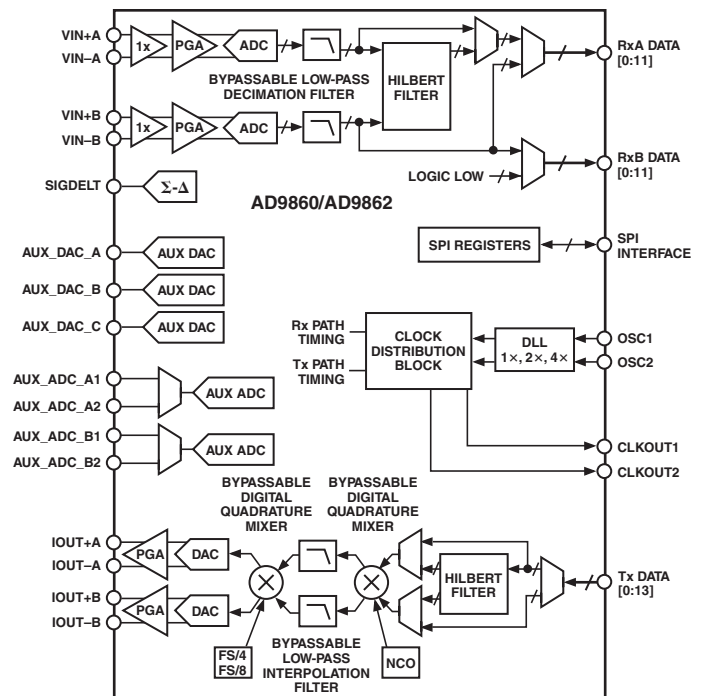 VIN+A
VIN–A
1x
PGA
ADC
BYPASSABLE LOW-PASS
DECIMATION FILTER
HILBERT
FILTER
RxA DATA
[0:11]
VIN+B
VIN–B
1x
PGA
ADC
LOGIC LOW
RxB DATA
[0:11]
SIGDELT
Σ-Δ
AD9860/AD9862
SPI REGISTERS
SPI
INTERFACE
AUX_DAC_A
AUX DAC
AUX_DAC_B
AUX DAC
AUX_DAC_C
AUX DAC
Rx PATH
TIMING
Tx PATH
TIMING
CLOCK
DISTRIBUTION
BLOCK
DLL
1×, 2×, 4×
OSC1
OSC2
AUX_ADC_A1
AUX_ADC_A2
AUX ADC
AUX_ADC_B1
AUX_ADC_B2
AUX ADC
CLKOUT1
CLKOUT2
BYPASSABLE
DIGITAL
QUADRATURE
MIXER
BYPASSABLE
DIGITAL
QUADRATURE
MIXER
IOUT+A
IOUT–A
PGA
DAC
IOUT+B
IOUT–B
PGA
DAC
HILBERT
FILTER
Tx DATA
[0:13]
FS/4
FS/8
BYPASSABLE
LOW-PASS
INTERPOLATION
FILTER
NCO